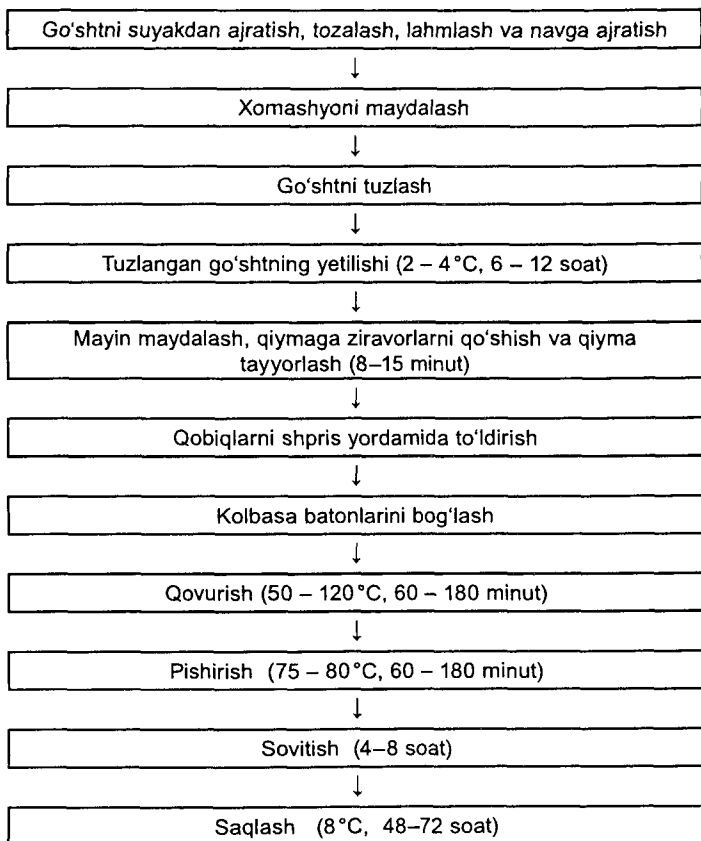 Go‘shtni suyakdan ajratish, tozalash, lahmlash va navga ajratish
↓
Xomashyoni maydalash
↓
Go‘shtni tuzlash
↓
Tuzlangan go‘shtning yetilishi (2 – 4°C, 6 – 12 soat)
↓
Mayin maydalash, qiymaga ziravorlarni qo‘shish va qiyma
tayyorlash (8–15 minut)
↓
Qobiqlarni shpris yordamida to‘ldirish
↓
Kolbasa batonlarini bog‘lash
↓
Qovurish (50 – 120°C, 60 – 180 minut)
↓
Pishirish (75 – 80°C, 60 – 180 minut)
↓
Sovitish (4–8 soat)
↓
Saqlash (8°C, 48–72 soat)